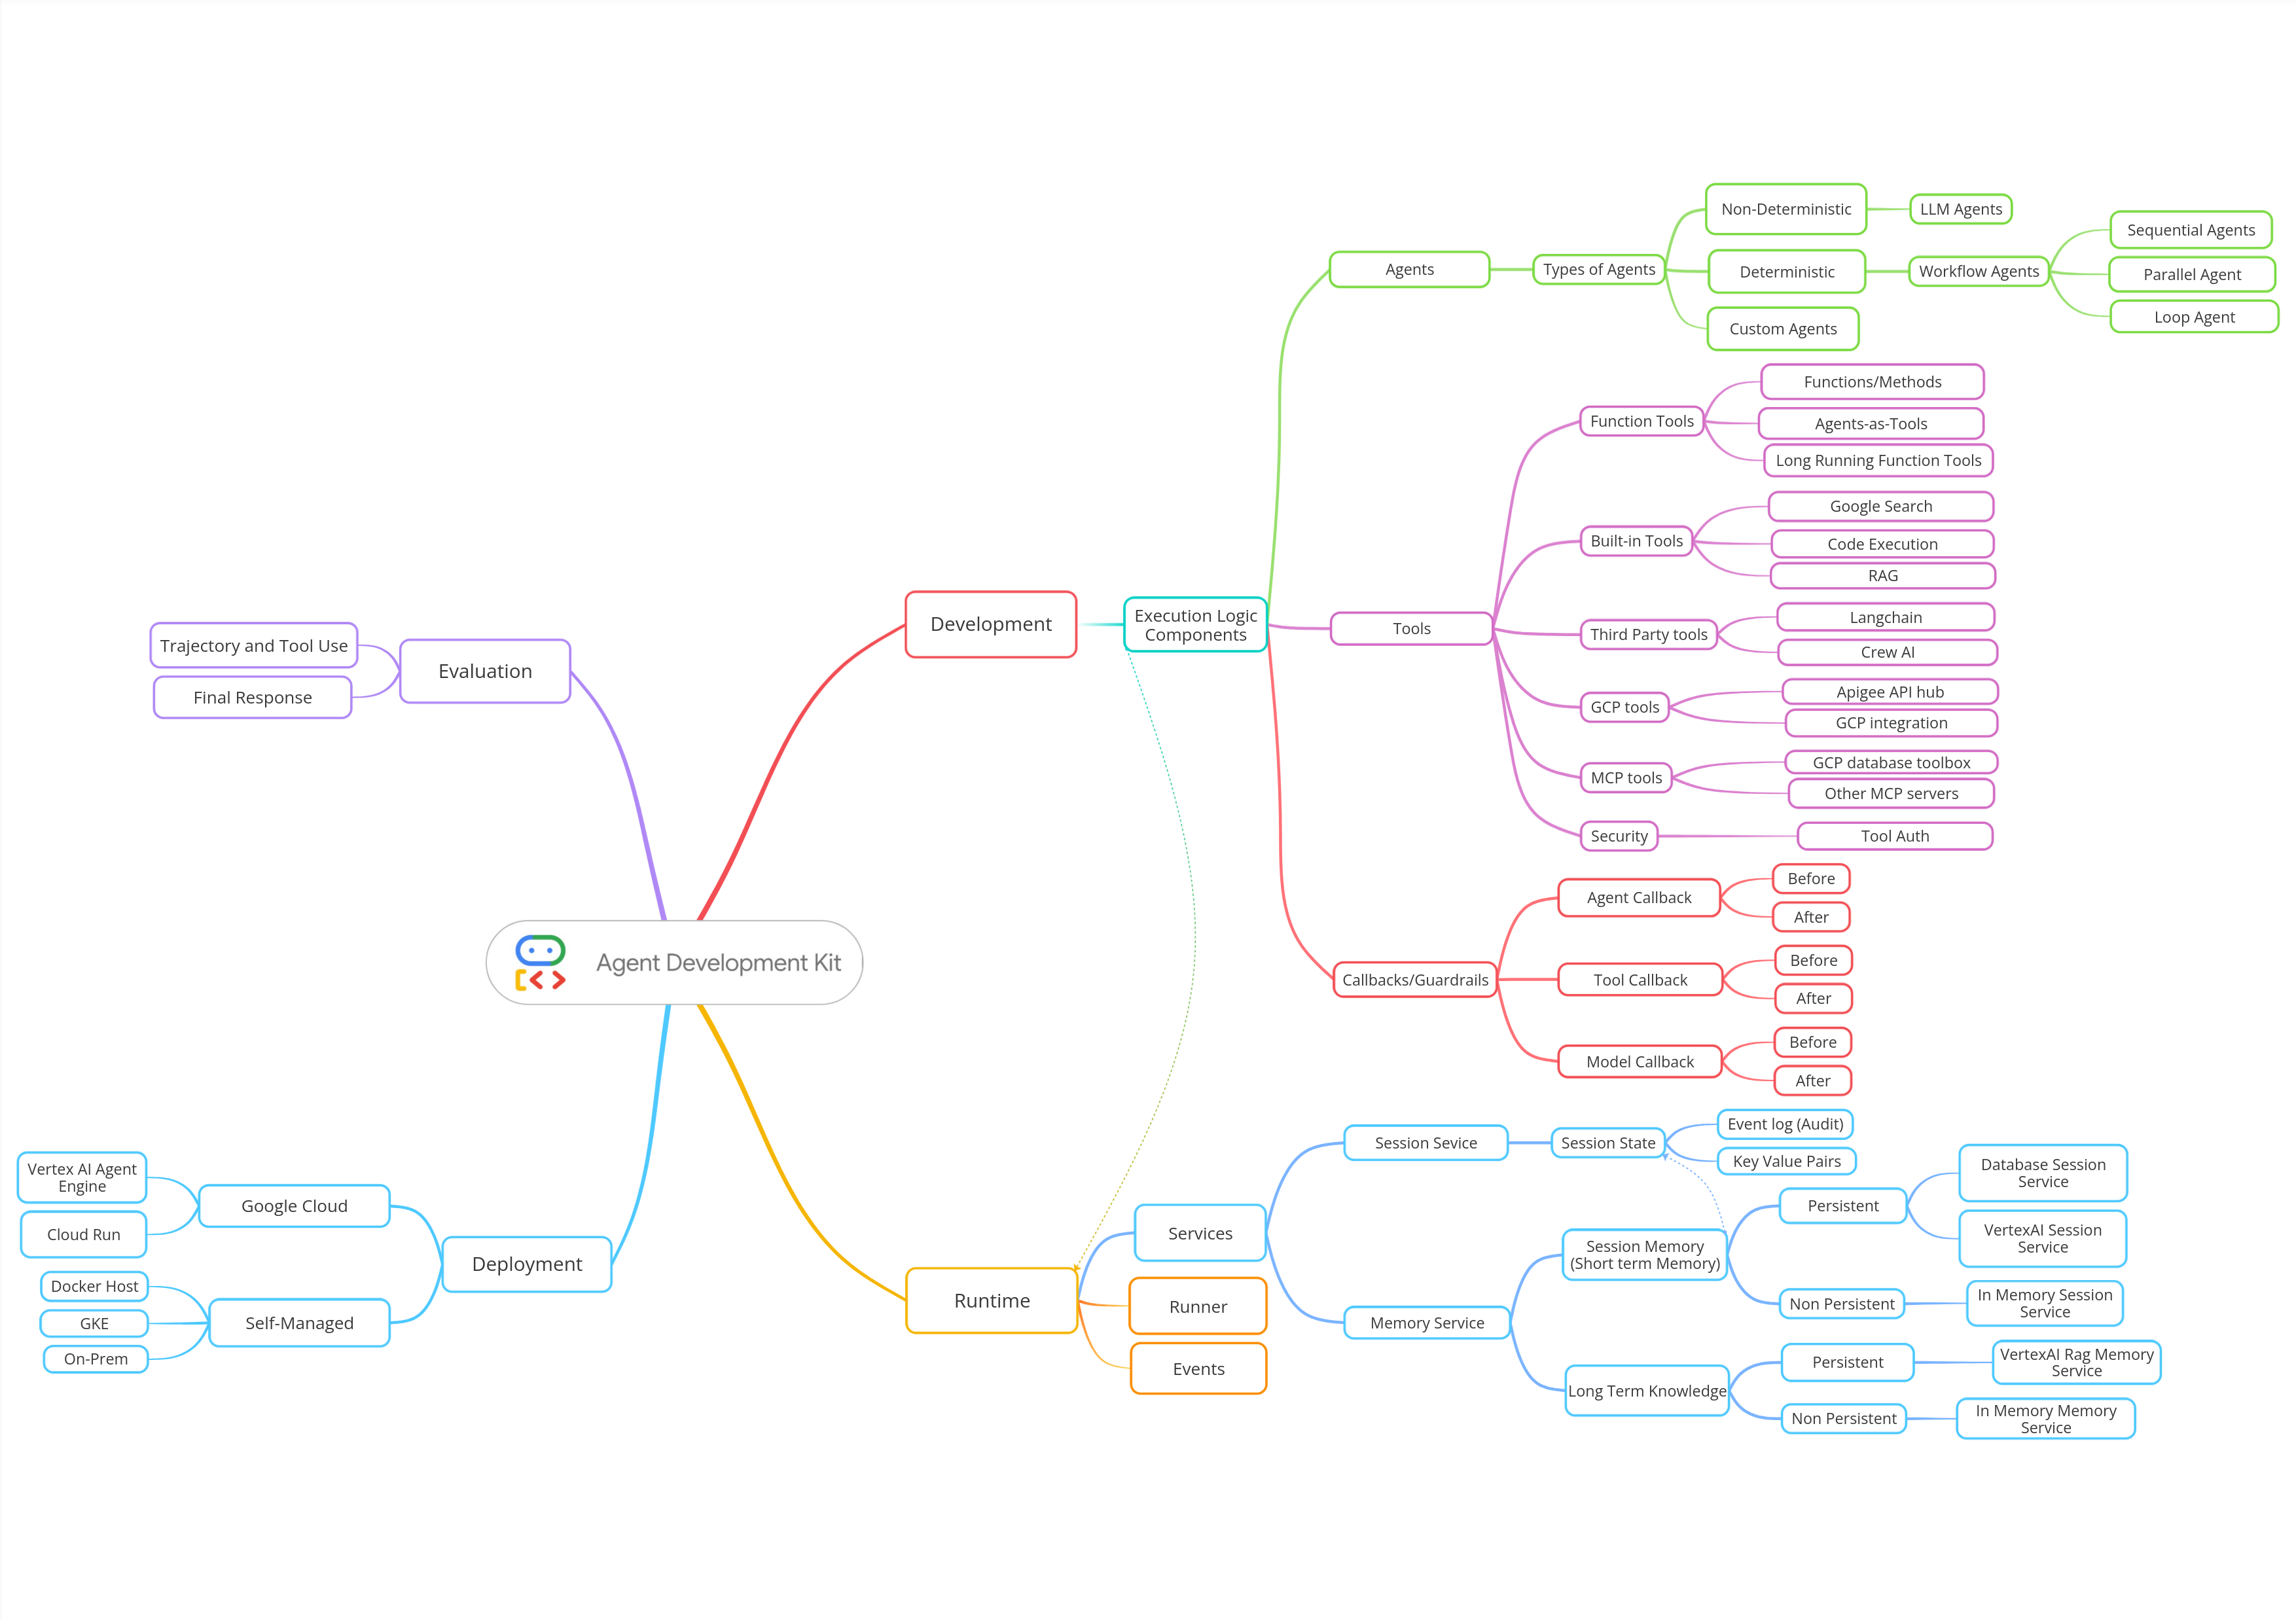 Agent Development Kit
Evaluation
Trajectory and Tool Use
Final Response
Development
Execution Logic
Components
Agents
Types of Agents
Non-Deterministic
LLM Agents
Deterministic
Workflow Agents
Sequential Agents
Parallel Agent
Loop Agent
Custom Agents
Tools
Function Tools
Functions/Methods
Agents-as-Tools
Long Running Function Tools
Built-in Tools
Google Search
Code Execution
RAG
Third Party tools
Langchain
Crew AI
GCP tools
Apigee API hub
GCP integration
MCP tools
GCP database toolbox
Other MCP servers
Security
Tool Auth
Callbacks/Guardrails
Agent Callback
Before
After
Tool Callback
Before
After
Model Callback
Before
After
Deployment
Google Cloud
Vertex AI Agent
Engine
Cloud Run
Self-Managed
Docker Host
GKE
On-Prem
Runtime
Services
Session Sevice
Session State
Event log (Audit)
Key Value Pairs
Memory Service
Session Memory
(Short term Memory)
Persistent
Database Session
Service
VertexAI Session
Service
Non Persistent
In Memory Session
Service
Long Term Knowledge
Persistent
VertexAI Rag Memory
Service
Non Persistent
In Memory Memory
Service
Runner
Events